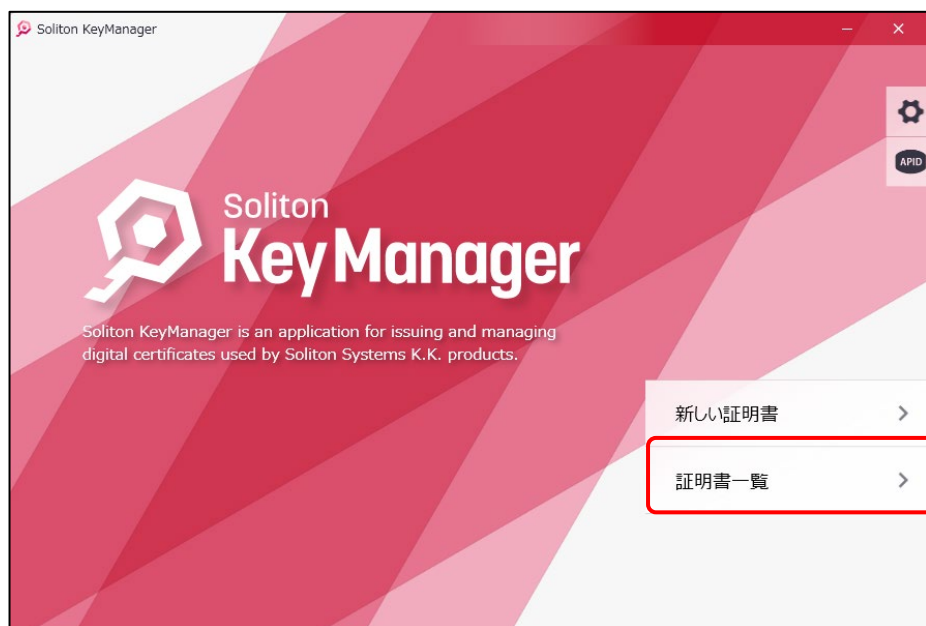 Soliton KeyManager
APID
Soliton
KeyManager
Soliton KeyManager is an application for issuing and managing
digital certificates used by Soliton Systems K.K. products.
新しい証明書
証明書一覧